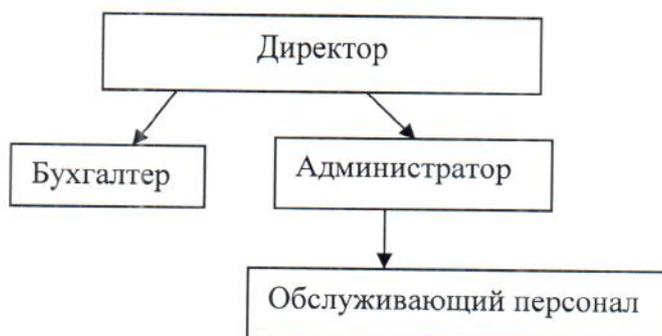 Директор
Бухгалтер
Администратор
Обслуживающий персонал